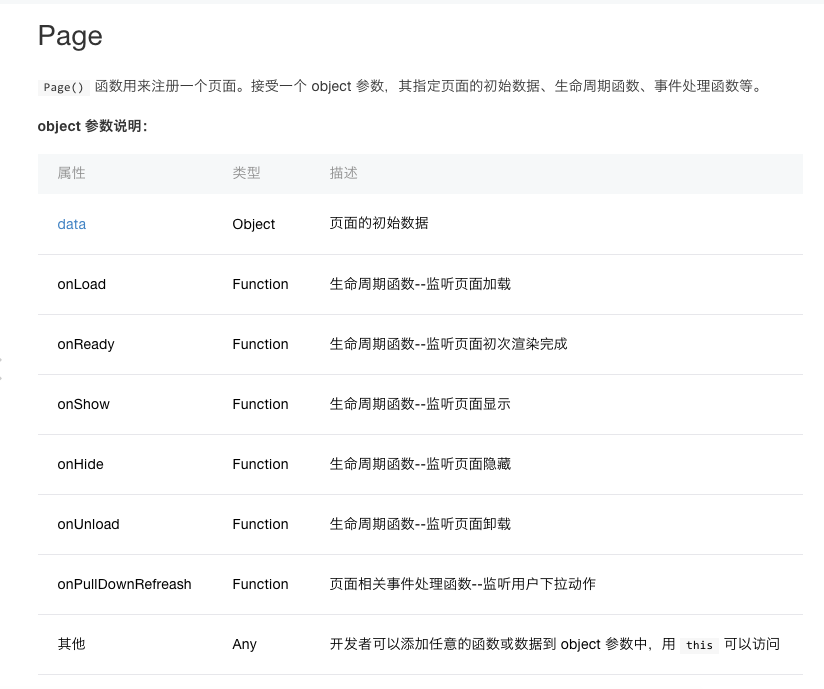 Page
Page() 函数用来注册一个页面。接受一个 object 参数，其指定页面的初始数据、生命周期函数、事件处理函数等。
object 参数说明：
属性 类型 描述
data Object 页面的初始数据
onLoad Function 生命周期函数--监听页面加载
onReady Function 生命周期函数--监听页面初次渲染完成
onShow Function 生命周期函数--监听页面显示
onHide Function 生命周期函数--监听页面隐藏
onUnload Function 生命周期函数--监听页面卸载
onPullDownRefreash Function 页面相关事件处理函数--监听用户下拉动作
其他 Any 开发者可以添加任意的函数或数据到 object 参数中，用 this 可以访问